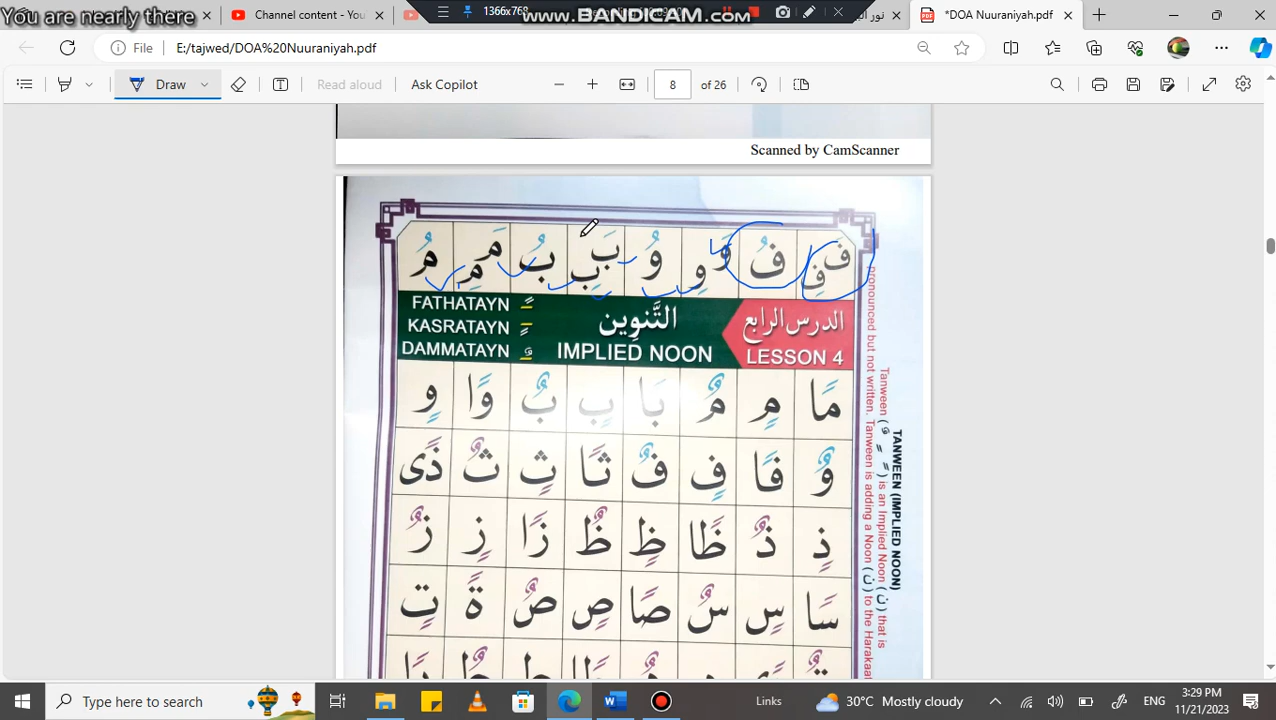 You are nearly there
Channel content - You
1366x768
www.BANDICAM.com
*DOA Nuuraniyah.pdf
File
E:/tajwed/DOA%20Nuuraniyah.pdf
Draw
Read aloud
Ask Copilot
8 of 26
Scanned by CamScanner
فَ فِ فُ وَ وِ وُ بَ بِ بُ مَ مِ مُ
الدرس الرابع
LESSON 4
التَّنوِين
IMPLIED NOON
FATHATAYN ـً
KASRATAYN ـٍ
DAMMATAYN ـٌ
مًا مٍ مٌ بًا بٍ بٌ وًا وٍ
وٌ فًا فٍ فٌ ثًا ثٍ ثٌ ذًى
ذٍ ذٌ ظًا ظٍ ظٌ زًا زٍ زٌ
سًا سٍ سٌ صًا صٍ صٌ ةً تٍ
TANWEEN (IMPLIED NOON)
Tanween (ـً ـٍ ـٌ) is an Implied Noon (ن) that is
pronounced but not written. Tanween is adding a Noon (ن) to the Harakaat
Type here to search
Links
30°C Mostly cloudy
ENG
3:29 PM
11/21/2023